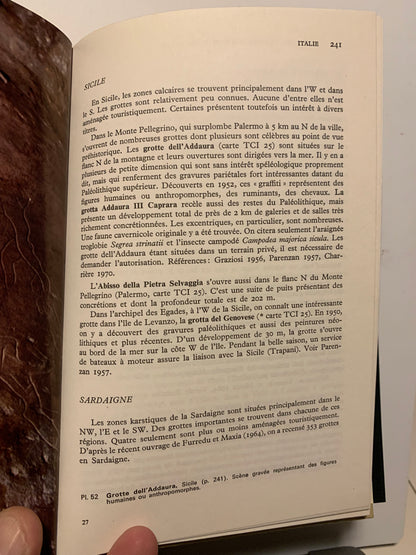 ITALIE 241
SICILE
En Sicile, les zones calcaires se trouvent principalement dans l'W et dans
le S. Les grottes sont relativement peu connues. Aucune d'entre elles n'est
aménagée touristiquement. Certaines présentent toutefois un intérêt à divers
titres.
Dans le Monte Pellegrino, qui surplombe Palermo à 5 km au N de la ville,
s'ouvrent de nombreuses grottes dont plusieurs sont célèbres au point de vue
préhistorique. Les grotte dell'Addaura (carte TCI 25) sont situées sur le
flanc N de la montagne et leurs ouvertures sont dirigées vers la mer. Il y en a
plusieurs de petite dimension qui sont sans intérêt spéléologique proprement
dit, mais qui renferment des gravures pariétales fort intéressantes datant du
Paléolithique supérieur. Découverts en 1952, ces « graffiti » représentent des
figures humaines ou anthropomorphes, des ruminants, des chevaux. La
grotta Addaura III Caprara recèle aussi des restes du Paléolithique, mais
présente un développement total de près de 2 km de galeries et de salles très
richement concrétionnées. Les excentriques, en particulier, sont nombreuses.
Une faune cavernicole originale y a été trouvée. On citera seulement l'araignée
troglobie Segrea strinatii et l'insecte campodé Campodea majorica sicula. Les
grotte dell'Addaura étant situées dans un terrain privé, il est nécessaire de
demander l'autorisation. Références : Graziosi 1956, Parenzan 1957, Char-
rière 1970.
L'Abisso della Pietra Selvaggia s'ouvre aussi dans le flanc N du Monte
Pellegrino (Palermo, carte TCI 25). C'est une suite de puits présentant des
concrétions et dont la profondeur totale est de 202 m.
Dans l'archipel des Egades, à l'W de la Sicile, on connaît une intéressante
grotte dans l'île de Levanzo, la grotta del Genovese (* carte TCI 25). En 1950,
on y a découvert des gravures paléolithiques et aussi des peintures néo-
lithiques et plus récentes. D'un développement de 30 m, la grotte s'ouvre
au bord de la mer sur la côte W de l'île. Pendant la belle saison, un service
de bateaux à moteur assure la liaison avec la Sicile (Trapani). Voir Paren-
zan 1957.
SARDAIGNE
Les zones karstiques de la Sardaigne sont situées principalement dans le
NW, l'E et le SW. Des grottes importantes se trouvent dans chacune de ces
régions. Quatre seulement sont plus ou moins aménagées touristiquement.
D'après le récent ouvrage de Furredu et Maxia (1964), on a recensé 353 grottes
en Sardaigne.
Pl. 52 Grotte dell'Addaura, Sicile (p. 241). Scène gravée représentant des figures
humaines ou anthropomorphes.
27